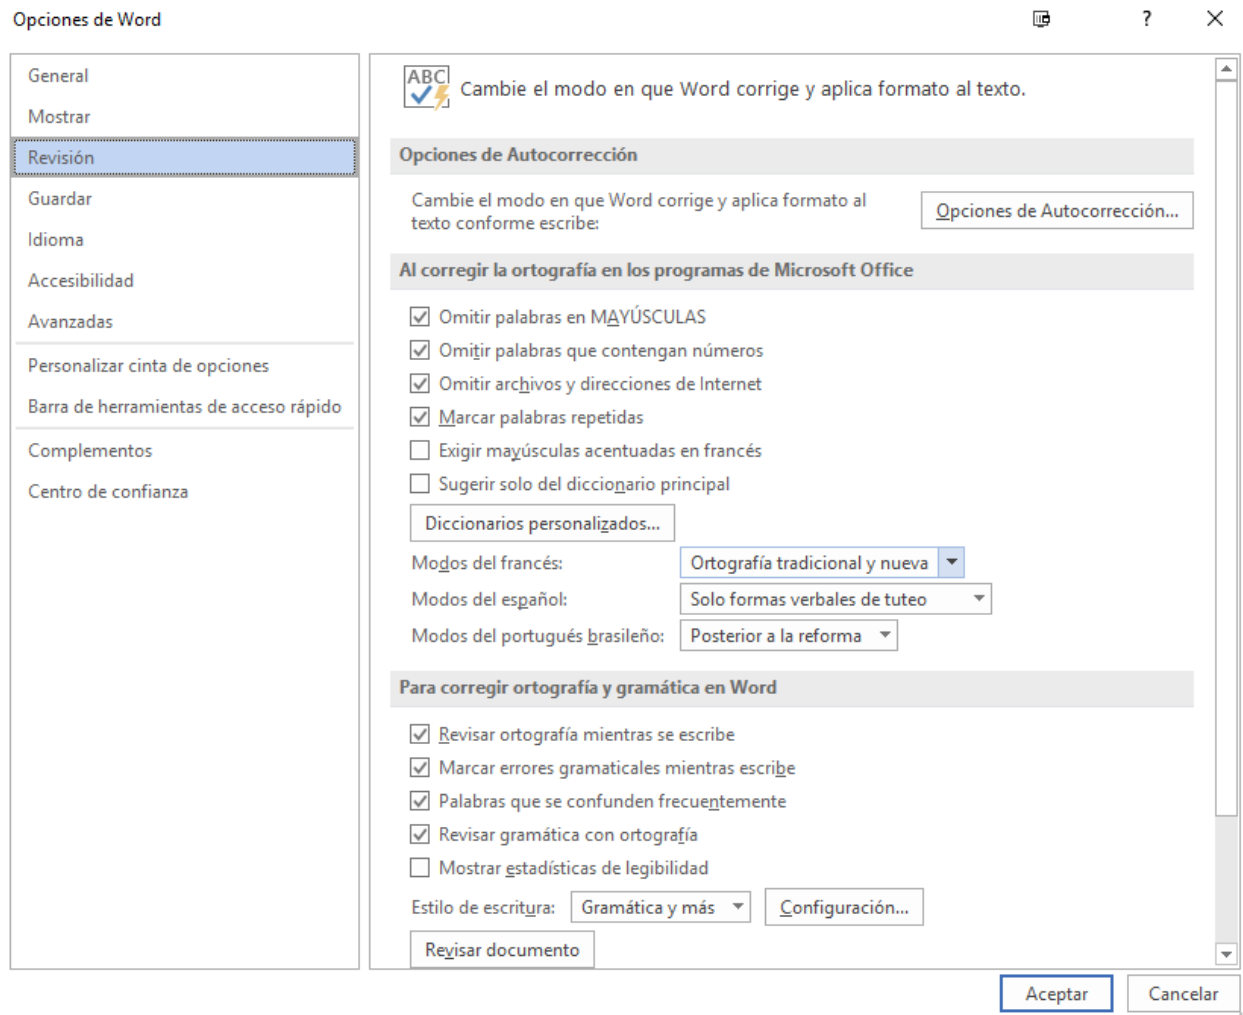 Opciones de Word
?
General
Mostrar
Revisión
Guardar
Idioma
Accesibilidad
Avanzadas
Personalizar cinta de opciones
Barra de herramientas de acceso rápido
Complementos
Centro de confianza
ABC
Cambie el modo en que Word corrige y aplica formato al texto.
Opciones de Autocorrección
Cambie el modo en que Word corrige y aplica formato al
texto conforme escribe:
Opciones de Autocorrección...
Al corregir la ortografía en los programas de Microsoft Office
Omitir palabras en MAYÚSCULAS
Omitir palabras que contengan números
Omitir archivos y direcciones de Internet
Marcar palabras repetidas
Exigir mayúsculas acentuadas en francés
Sugerir solo del diccionario principal
Diccionarios personalizados...
Modos del francés: Ortografía tradicional y nueva
Modos del español: Solo formas verbales de tuteo
Modos del portugués brasileño: Posterior a la reforma
Para corregir ortografía y gramática en Word
Revisar ortografía mientras se escribe
Marcar errores gramaticales mientras escribe
Palabras que se confunden frecuentemente
Revisar gramática con ortografía
Mostrar estadísticas de legibilidad
Estilo de escritura: Gramática y más Configuración...
Revisar documento
Aceptar Cancelar